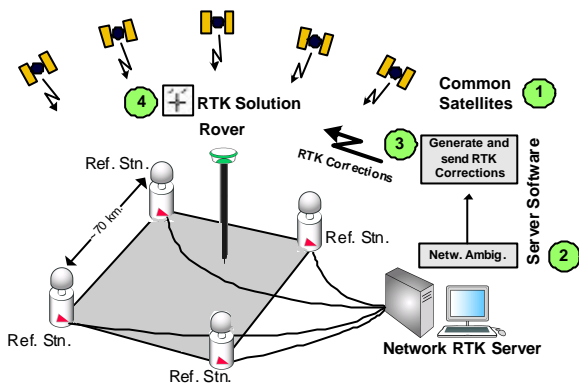 Common
Satellites
1
4
RTK Solution
Rover
3
Generate and
send RTK
Corrections
RTK Corrections
Server Software
Ref. Stn.
~70 km.
Ref. Stn.
Netw. Ambig.
2
Ref. Stn.
Network RTK Server
Ref. Stn.